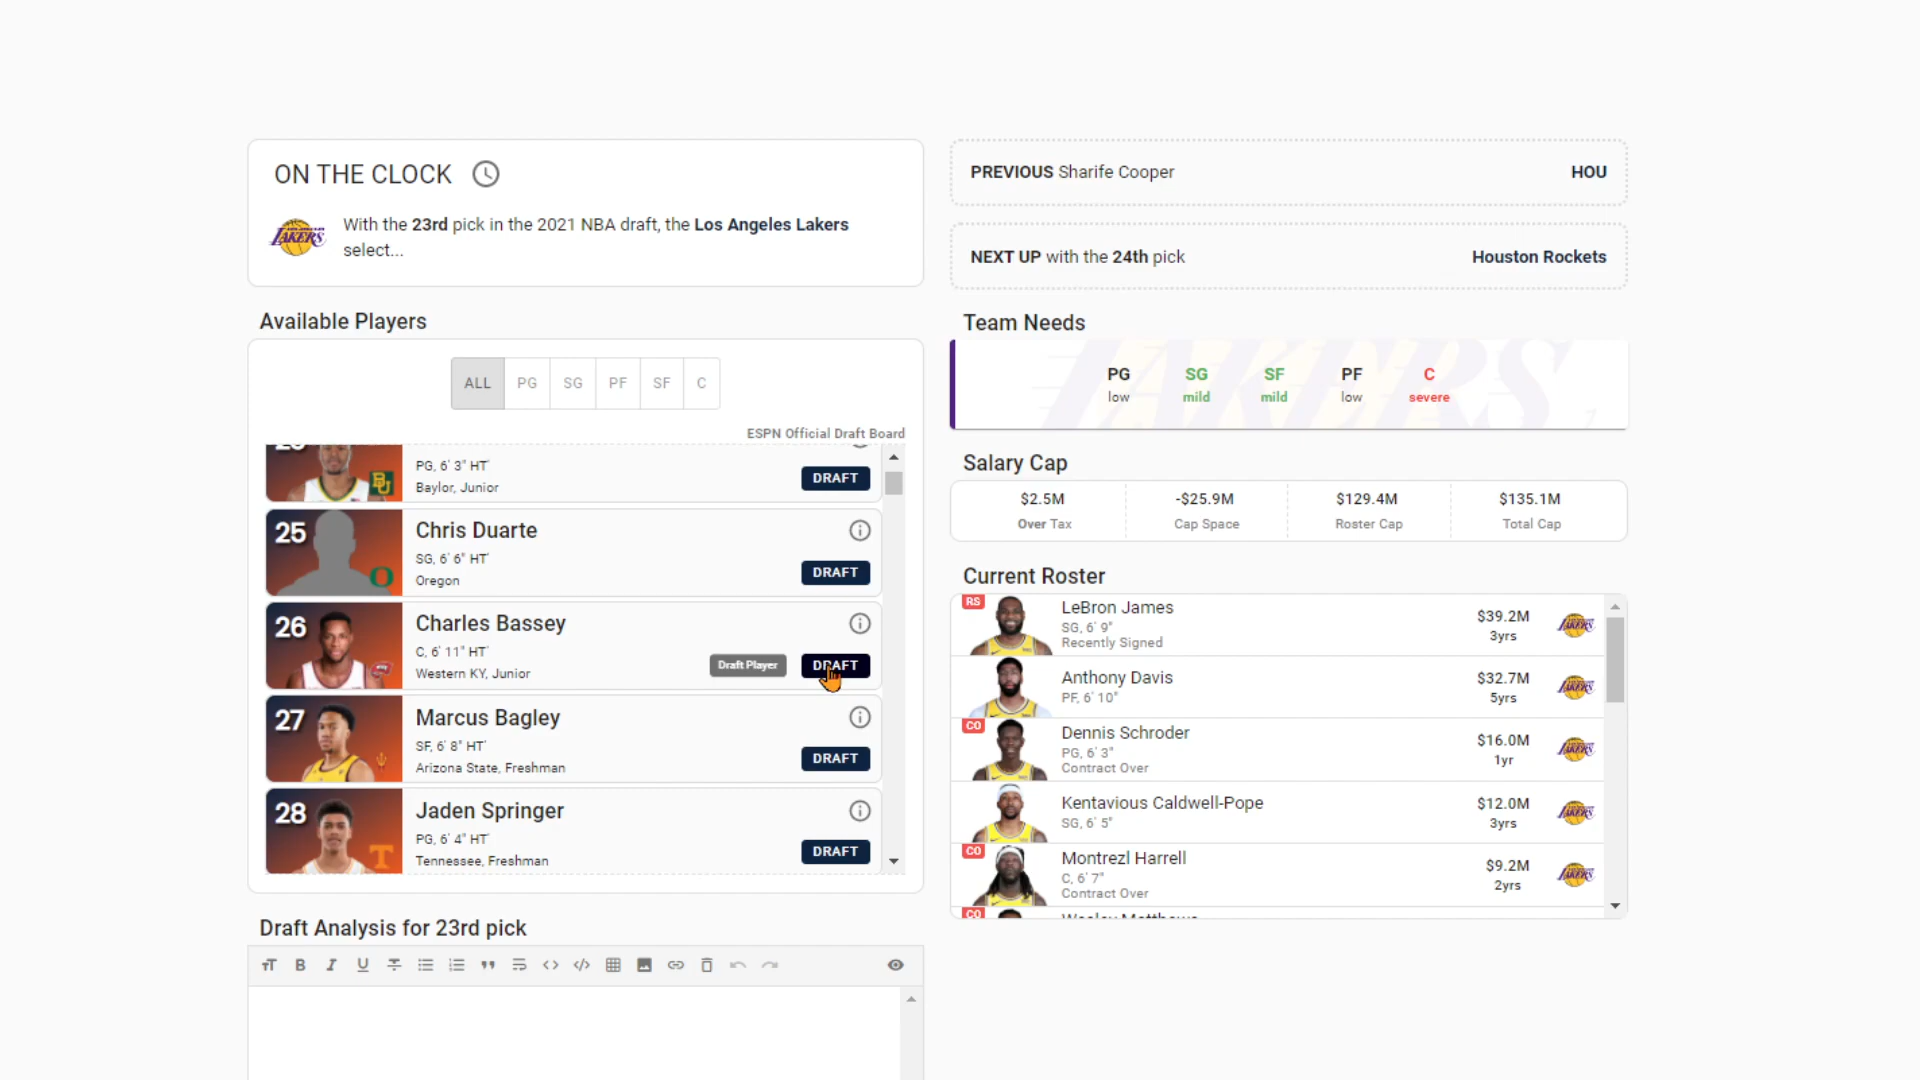 ON THE CLOCK
LAKERS
With the 23rd pick in the 2021 NBA draft, the Los Angeles Lakers
select...
PREVIOUS Sharife Cooper
HOU
NEXT UP with the 24th pick
Houston Rockets
Available Players
ALL
PG
SG
PF
SF
C
ESPN Official Draft Board
PG, 6' 3" HT
Baylor, Junior
DRAFT
25
Chris Duarte
SG, 6' 6" HT
Oregon
DRAFT
26
Charles Bassey
C, 6' 11" HT
Western KY, Junior
Draft Player
DRAFT
27
Marcus Bagley
SF, 6' 8" HT
Arizona State, Freshman
DRAFT
28
Jaden Springer
PG, 6' 4" HT
Tennessee, Freshman
DRAFT
Draft Analysis for 23rd pick
Team Needs
LAKERS
PG
low
SG
mild
SF
mild
PF
low
C
severe
Salary Cap
$2.5M
Over Tax
-$25.9M
Cap Space
$129.4M
Roster Cap
$135.1M
Total Cap
Current Roster
RS
LeBron James
SG, 6' 9"
Recently Signed
$39.2M
3yrs
LAKERS
Anthony Davis
PF, 6' 10"
$32.7M
5yrs
LAKERS
CO
Dennis Schroder
PG, 6' 3"
Contract Over
$16.0M
1yr
LAKERS
Kentavious Caldwell-Pope
SG, 6' 5"
$12.0M
3yrs
LAKERS
CO
Montrezl Harrell
C, 6' 7"
Contract Over
$9.2M
2yrs
LAKERS
CO